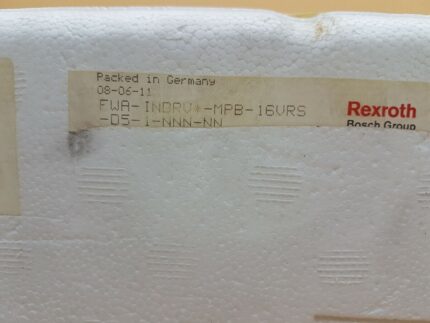 Packed in Germany
08-06-11
FWA-INDRV*-MPB-16VRS
-D5-1-NNN-NN
Rexroth
Bosch Group